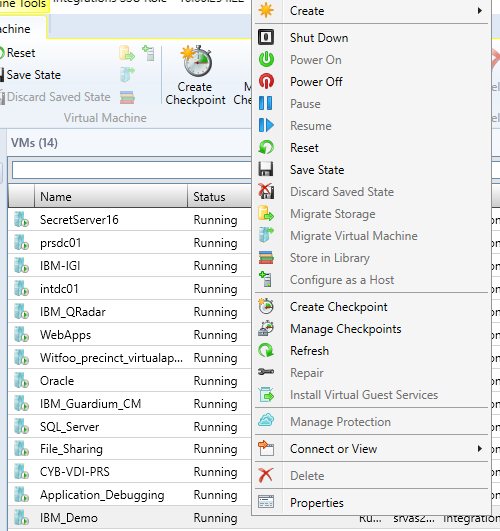 ne Tools
Integrations SSO Role
achine
Reset
Save State
Discard Saved State
Create
Checkpoint
Virtual Machine
VMs (14)
Name Status
SecretServer16 Running
prsdc01 Running
IBM-IGI Running
intdc01 Running
IBM_QRadar Running
WebApps Running
Witfoo_precinct_virtualap... Running
Oracle Running
IBM_Guardium_CM Running
SQL_Server Running
File_Sharing Running
CYB-VDI-PRS Running
Application_Debugging Running
IBM_Demo Running Ru... srvas2... Integration
Create
Shut Down
Power On
Power Off
Pause
Resume
Reset
Save State
Discard Saved State
Migrate Storage
Migrate Virtual Machine
Store in Library
Configure as a Host
Create Checkpoint
Manage Checkpoints
Refresh
Repair
Install Virtual Guest Services
Manage Protection
Connect or View
Delete
Properties